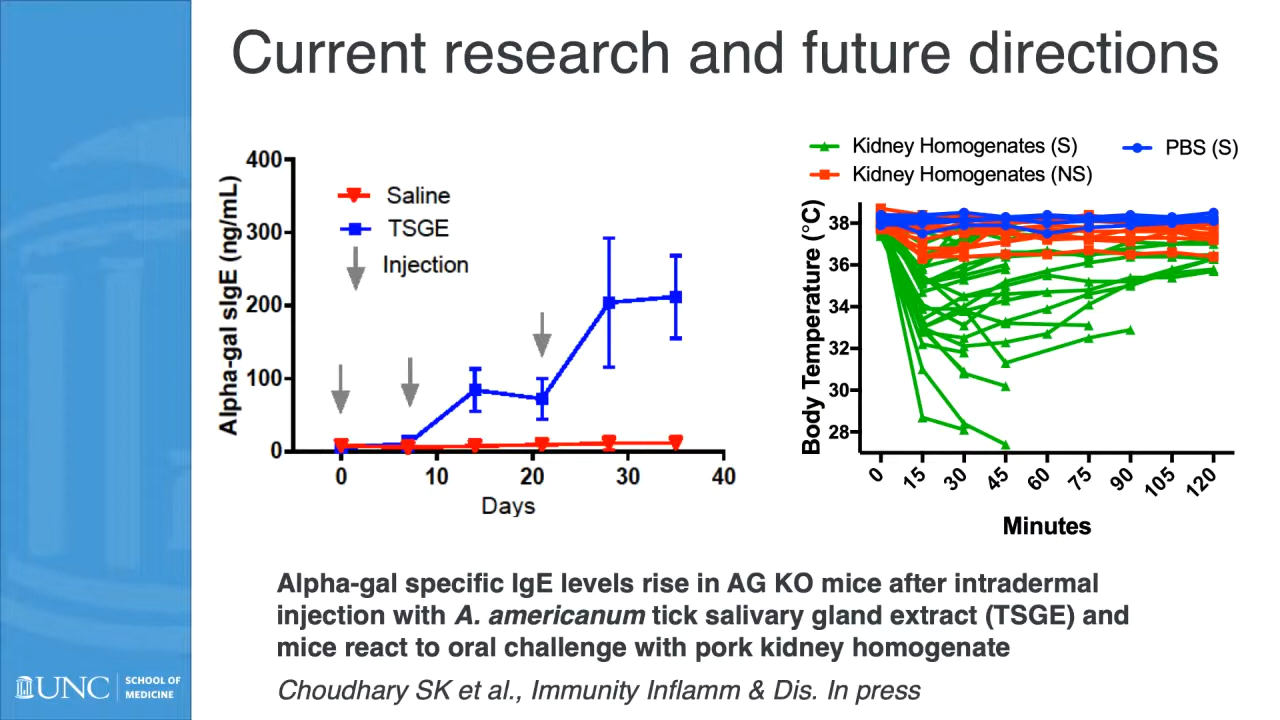 Current research and future directions
400
300
200
100
0
Alpha-gal sIgE (ng/mL)
Saline
TSGE
Injection
0 10 20 30 40
Days
Kidney Homogenates (S)
PBS (S)
Kidney Homogenates (NS)
38
36
34
32
30
28
Body Temperature (°C)
0 15 30 45 60 75 90 105 120
Minutes
Alpha-gal specific IgE levels rise in AG KO mice after intradermal
injection with A. americanum tick salivary gland extract (TSGE) and
mice react to oral challenge with pork kidney homogenate
Choudhary SK et al., Immunity Inflamm & Dis. In press
UNC
SCHOOL OF
MEDICINE